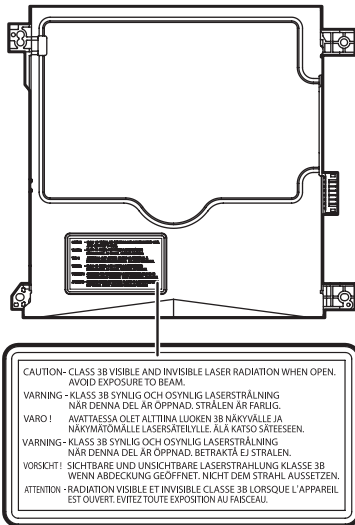 CAUTION- CLASS 3B VISIBLE AND INVISIBLE LASER RADIATION WHEN OPEN.
AVOID EXPOSURE TO BEAM.
VARNING - KLASS 3B SYNLIG OCH OSYNLIG LASERSTRÅLNING
NÄR DENNA DEL ÄR ÖPPNAD. STRÅLEN ÄR FARLIG.
VARO ! AVATTAESSA OLET ALTTIINA LUOKEN 3B NÄKYVÄLLE JA
NÄKYMÄTÖMÄLLE LASERSÄTEILYLLE. ÄLÄ KATSO SÄTEESEEN.
VARNING - KLASS 3B SYNLIG OCH OSYNLIG LASERSTRÅLNING
NÄR DENNA DEL ÄR ÖPPNAD. BETRAKTÅ EJ STRALEN.
VORSICHT ! SICHTBARE UND UNSICHTBARE LASERSTRAHLUNG KLASSE 3B
WENN ABDECKUNG GEÖFFNET. NICHT DEM STRAHL AUSSETZEN.
ATTENTION - RADIATION VISIBLE ET INVISIBLE CLASSE 3B LORSQUE L'APPAREIL
EST OUVERT. EVITEZ TOUTE EXPOSITION AU FAISCEAU.